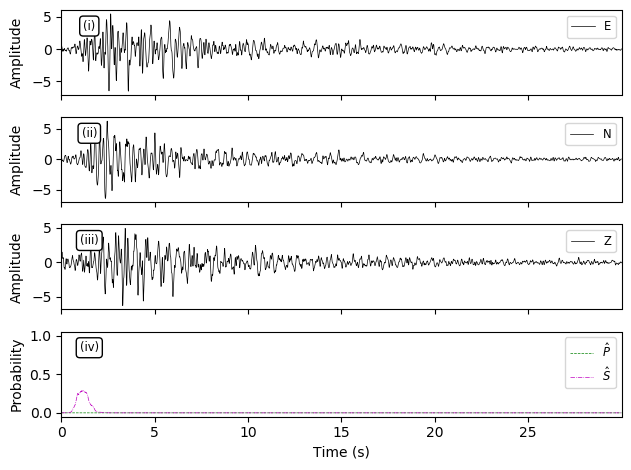 Amplitude
5
0
−5
(i)
E
Amplitude
5
0
−5
(ii)
N
Amplitude
5
0
−5
(iii)
Z
Probability
1.0
0.5
0.0
(iv)
P̂
Ŝ
0 5 10 15 20 25
Time (s)